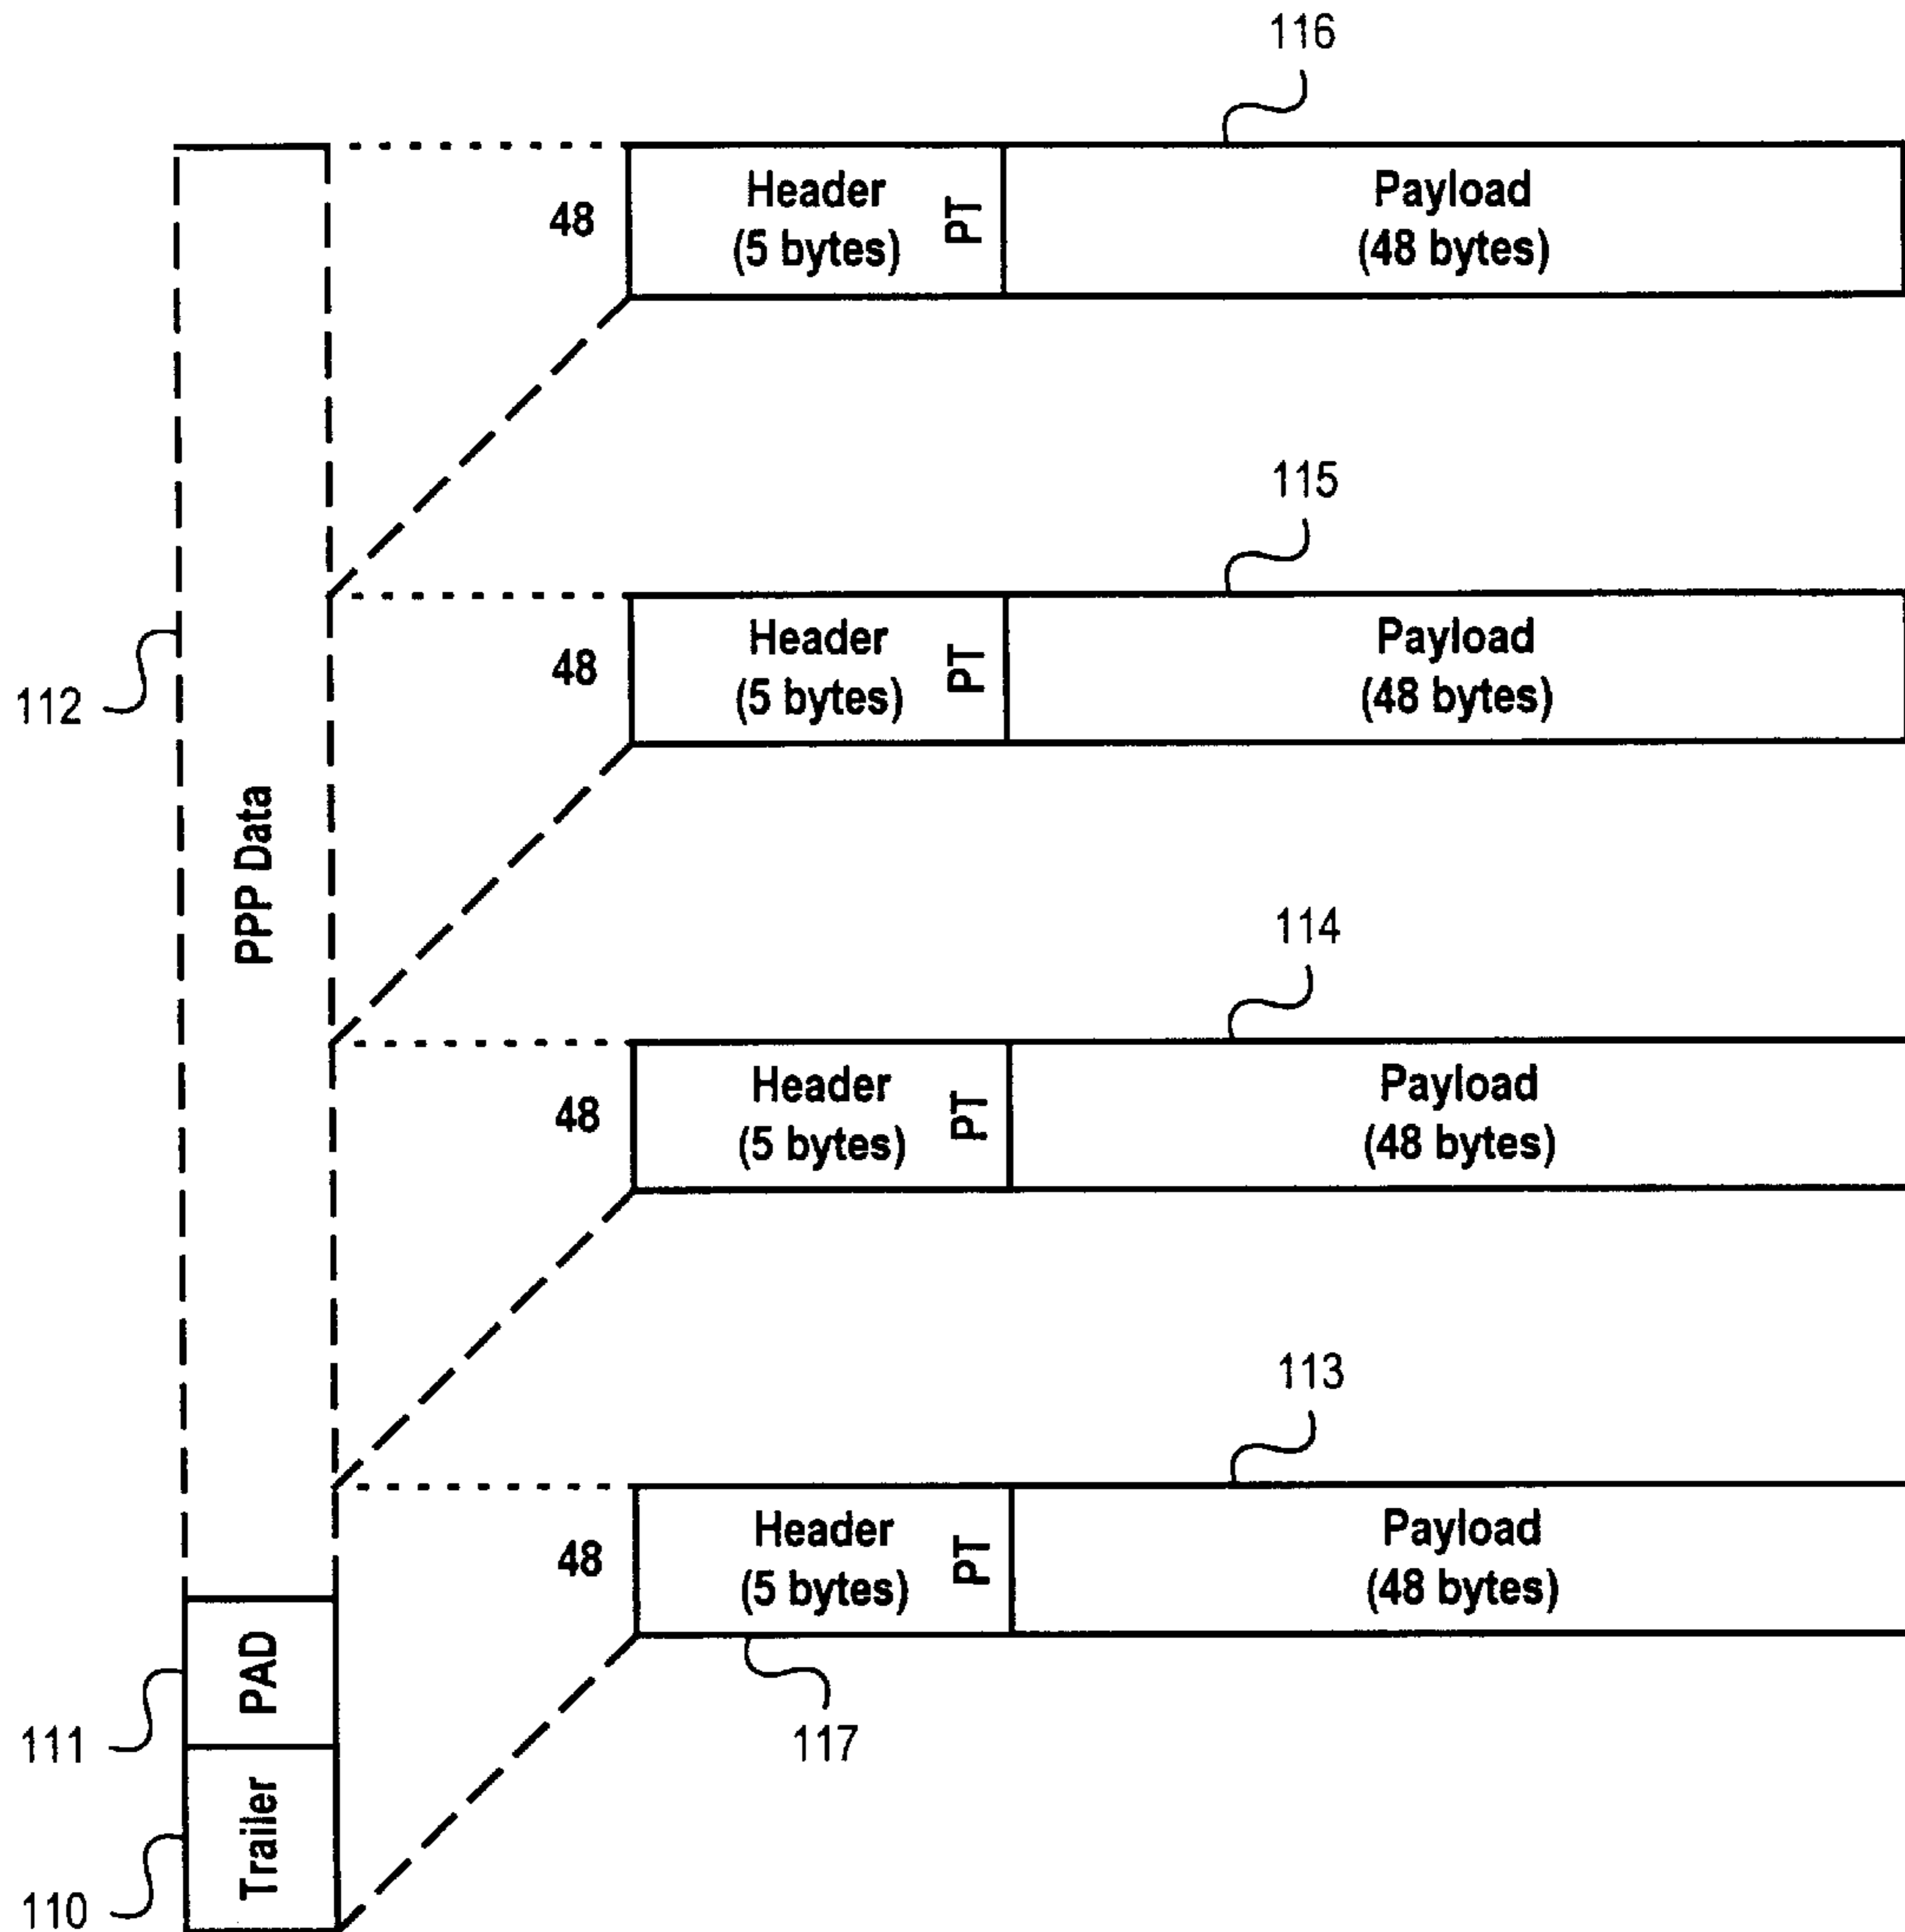 116
48
Header
(5 bytes)
PT
Payload
(48 bytes)
115
48
Header
(5 bytes)
PT
Payload
(48 bytes)
112
PPP Data
114
48
Header
(5 bytes)
PT
Payload
(48 bytes)
113
48
Header
(5 bytes)
PT
Payload
(48 bytes)
111
PAD
117
110
Trailer